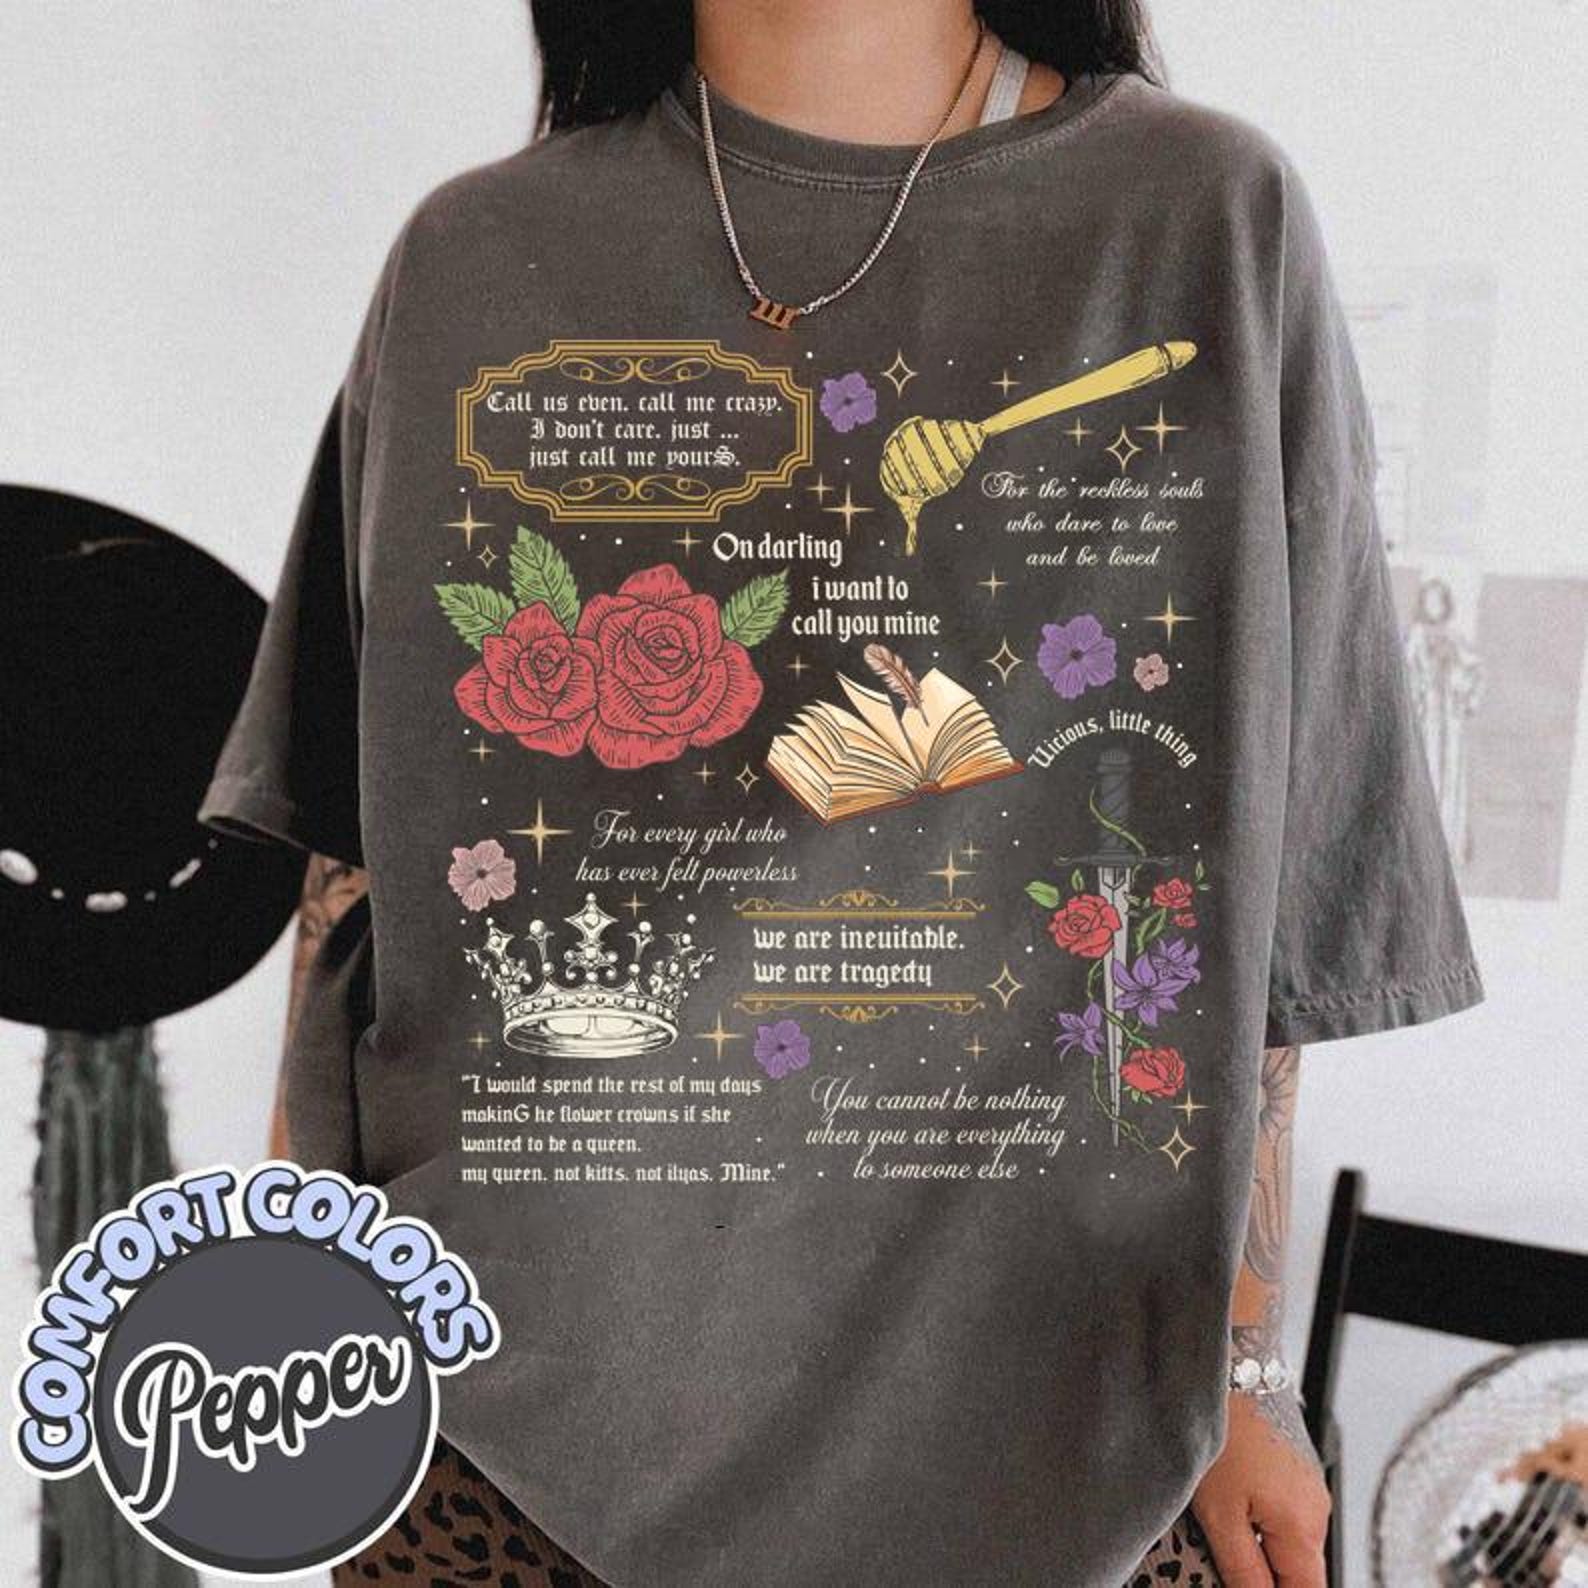 Call us even. call me crazy.
I don't care. just ...
just call me yourS.
For the reckless souls
who dare to love
and be loved
On darling
i want to
call you mine
Vicious, little thing
For every girl who
has ever felt powerless
we are inevitable.
we are tragedy
"I would spend the rest of my days
makinG he flower crowns if she
wanted to be a queen.
my queen. not kitts. not ilyas. Mine."
You cannot be nothing
when you are everything
to someone else
COMFORT COLORS
Pepper
111